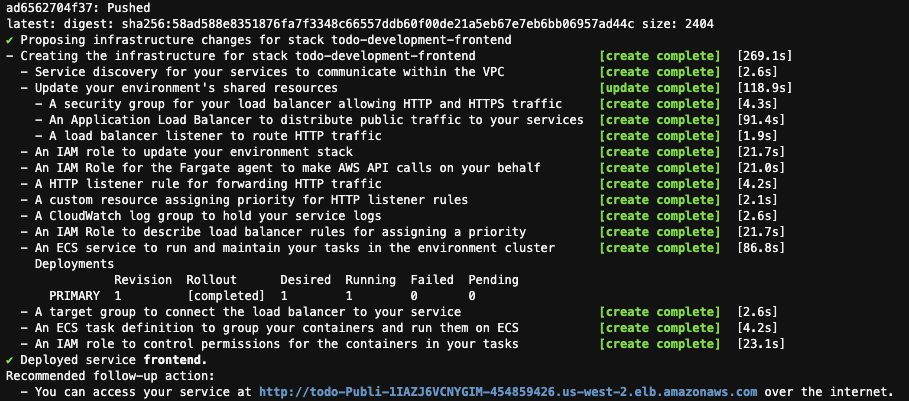 ad6562704f37: Pushed
latest: digest: sha256:58ad588e8351876fa7f3348c66557ddb60f00de21a5eb67e7eb6bb06957ad44c size: 2404
✔ Proposing infrastructure changes for stack todo-development-frontend
- Creating the infrastructure for stack todo-development-frontend [create complete] [269.1s]
- Service discovery for your services to communicate within the VPC [create complete] [2.6s]
- Update your environment's shared resources [update complete] [118.9s]
- A security group for your load balancer allowing HTTP and HTTPS traffic [create complete] [4.3s]
- An Application Load Balancer to distribute public traffic to your services [create complete] [91.4s]
- A load balancer listener to route HTTP traffic [create complete] [1.9s]
- An IAM role to update your environment stack [create complete] [21.7s]
- An IAM Role for the Fargate agent to make AWS API calls on your behalf [create complete] [21.0s]
- A HTTP listener rule for forwarding HTTP traffic [create complete] [4.2s]
- A custom resource assigning priority for HTTP listener rules [create complete] [2.1s]
- A CloudWatch log group to hold your service logs [create complete] [2.6s]
- An IAM Role to describe load balancer rules for assigning a priority [create complete] [21.7s]
- An ECS service to run and maintain your tasks in the environment cluster [create complete] [86.8s]
Deployments
Revision Rollout Desired Running Failed Pending
PRIMARY 1 [completed] 1 1 0 0
- A target group to connect the load balancer to your service [create complete] [2.6s]
- An ECS task definition to group your containers and run them on ECS [create complete] [4.2s]
- An IAM role to control permissions for the containers in your tasks [create complete] [23.1s]
✔ Deployed service frontend.
Recommended follow-up action:
- You can access your service at http://todo-Publi-1IAZJ6VCNYGIM-454859426.us-west-2.elb.amazonaws.com over the internet.